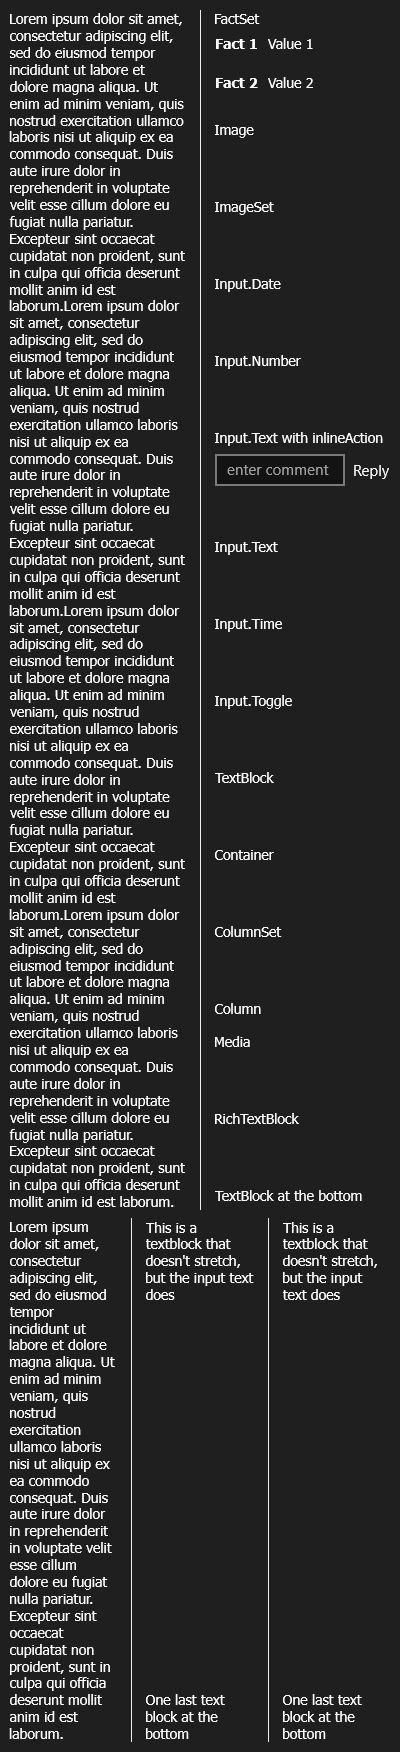 Lorem ipsum dolor sit amet,
consectetur adipiscing elit,
sed do eiusmod tempor
incididunt ut labore et
dolore magna aliqua. Ut
enim ad minim veniam, quis
nostrud exercitation ullamco
laboris nisi ut aliquip ex ea
commodo consequat. Duis
aute irure dolor in
reprehenderit in voluptate
velit esse cillum dolore eu
fugiat nulla pariatur.
Excepteur sint occaecat
cupidatat non proident, sunt
in culpa qui officia deserunt
mollit anim id est
laborum.Lorem ipsum dolor
sit amet, consectetur
adipiscing elit, sed do
eiusmod tempor incididunt
ut labore et dolore magna
aliqua. Ut enim ad minim
veniam, quis nostrud
exercitation ullamco laboris
nisi ut aliquip ex ea
commodo consequat. Duis
aute irure dolor in
reprehenderit in voluptate
velit esse cillum dolore eu
fugiat nulla pariatur.
Excepteur sint occaecat
cupidatat non proident, sunt
in culpa qui officia deserunt
mollit anim id est
laborum.Lorem ipsum dolor
sit amet, consectetur
adipiscing elit, sed do
eiusmod tempor incididunt
ut labore et dolore magna
aliqua. Ut enim ad minim
veniam, quis nostrud
exercitation ullamco laboris
nisi ut aliquip ex ea
commodo consequat. Duis
aute irure dolor in
reprehenderit in voluptate
velit esse cillum dolore eu
fugiat nulla pariatur.
Excepteur sint occaecat
cupidatat non proident, sunt
in culpa qui officia deserunt
mollit anim id est
laborum.Lorem ipsum dolor
sit amet, consectetur
adipiscing elit, sed do
eiusmod tempor incididunt
ut labore et dolore magna
aliqua. Ut enim ad minim
veniam, quis nostrud
exercitation ullamco laboris
nisi ut aliquip ex ea
commodo consequat. Duis
aute irure dolor in
reprehenderit in voluptate
velit esse cillum dolore eu
fugiat nulla pariatur.
Excepteur sint occaecat
cupidatat non proident, sunt
in culpa qui officia deserunt
mollit anim id est laborum.
FactSet
Fact 1 Value 1
Fact 2 Value 2
Image
ImageSet
Input.Date
Input.Number
Input.Text with inlineAction
enter comment Reply
Input.Text
Input.Time
Input.Toggle
TextBlock
Container
ColumnSet
Column
Media
RichTextBlock
TextBlock at the bottom
Lorem ipsum
dolor sit amet,
consectetur
adipiscing elit,
sed do eiusmod
tempor
incididunt ut
labore et dolore
magna aliqua. Ut
enim ad minim
veniam, quis
nostrud
exercitation
ullamco laboris
nisi ut aliquip ex
ea commodo
consequat. Duis
aute irure dolor
in reprehenderit
in voluptate velit
esse cillum
dolore eu fugiat
nulla pariatur.
Excepteur sint
occaecat
cupidatat non
proident, sunt in
culpa qui officia
deserunt mollit
anim id est
laborum.
This is a
textblock that
doesn't stretch,
but the input text
does
One last text
block at the
bottom
This is a
textblock that
doesn't stretch,
but the input
text does
One last text
block at the
bottom